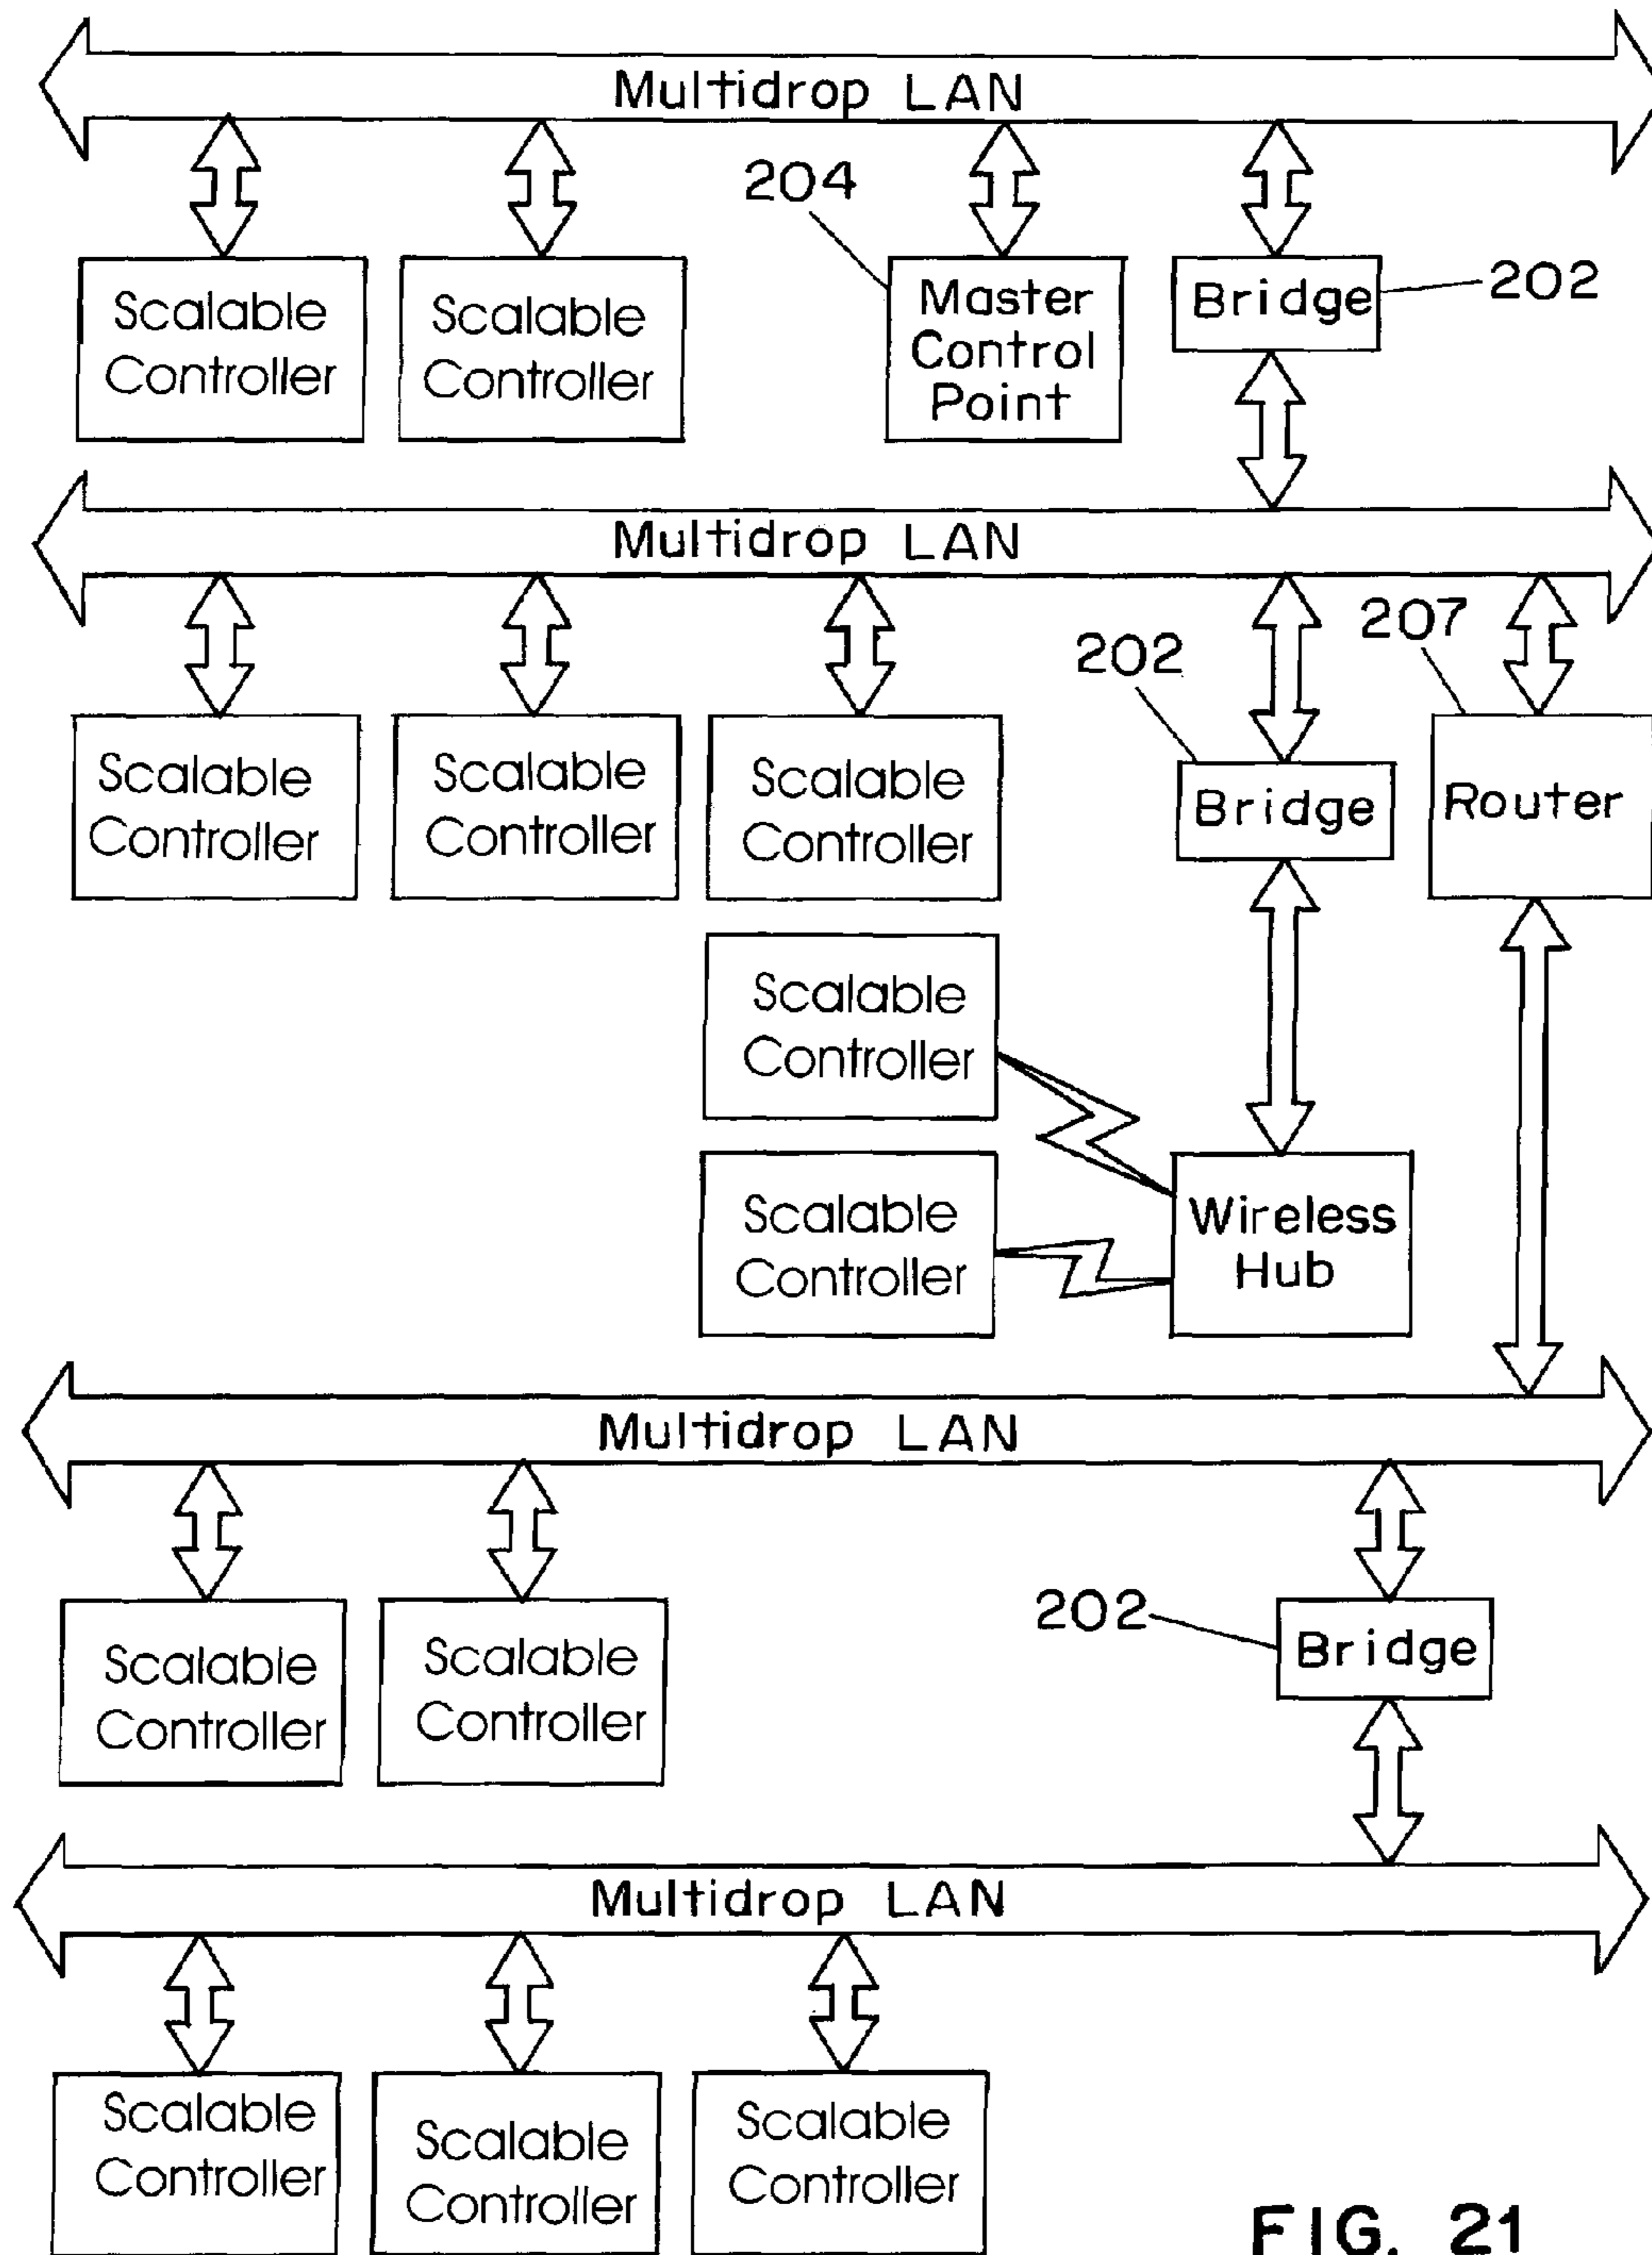 Multidrop LAN
204
202
Scalable
Controller
Scalable
Controller
Master
Control
Point
Bridge
Multidrop LAN
202
207
Scalable
Controller
Scalable
Controller
Scalable
Controller
Bridge
Router
Scalable
Controller
Scalable
Controller
Wireless
Hub
Multidrop LAN
202
Scalable
Controller
Scalable
Controller
Bridge
Multidrop LAN
Scalable
Controller
Scalable
Controller
Scalable
Controller
FIG. 21